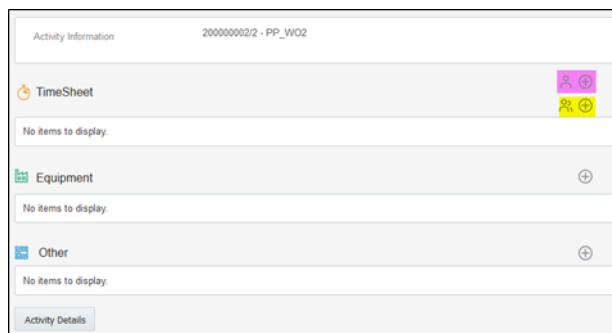 Activity Information 200000002/2 - PP_WO2
TimeSheet
No items to display.
Equipment
No items to display.
Other
No items to display.
Activity Details